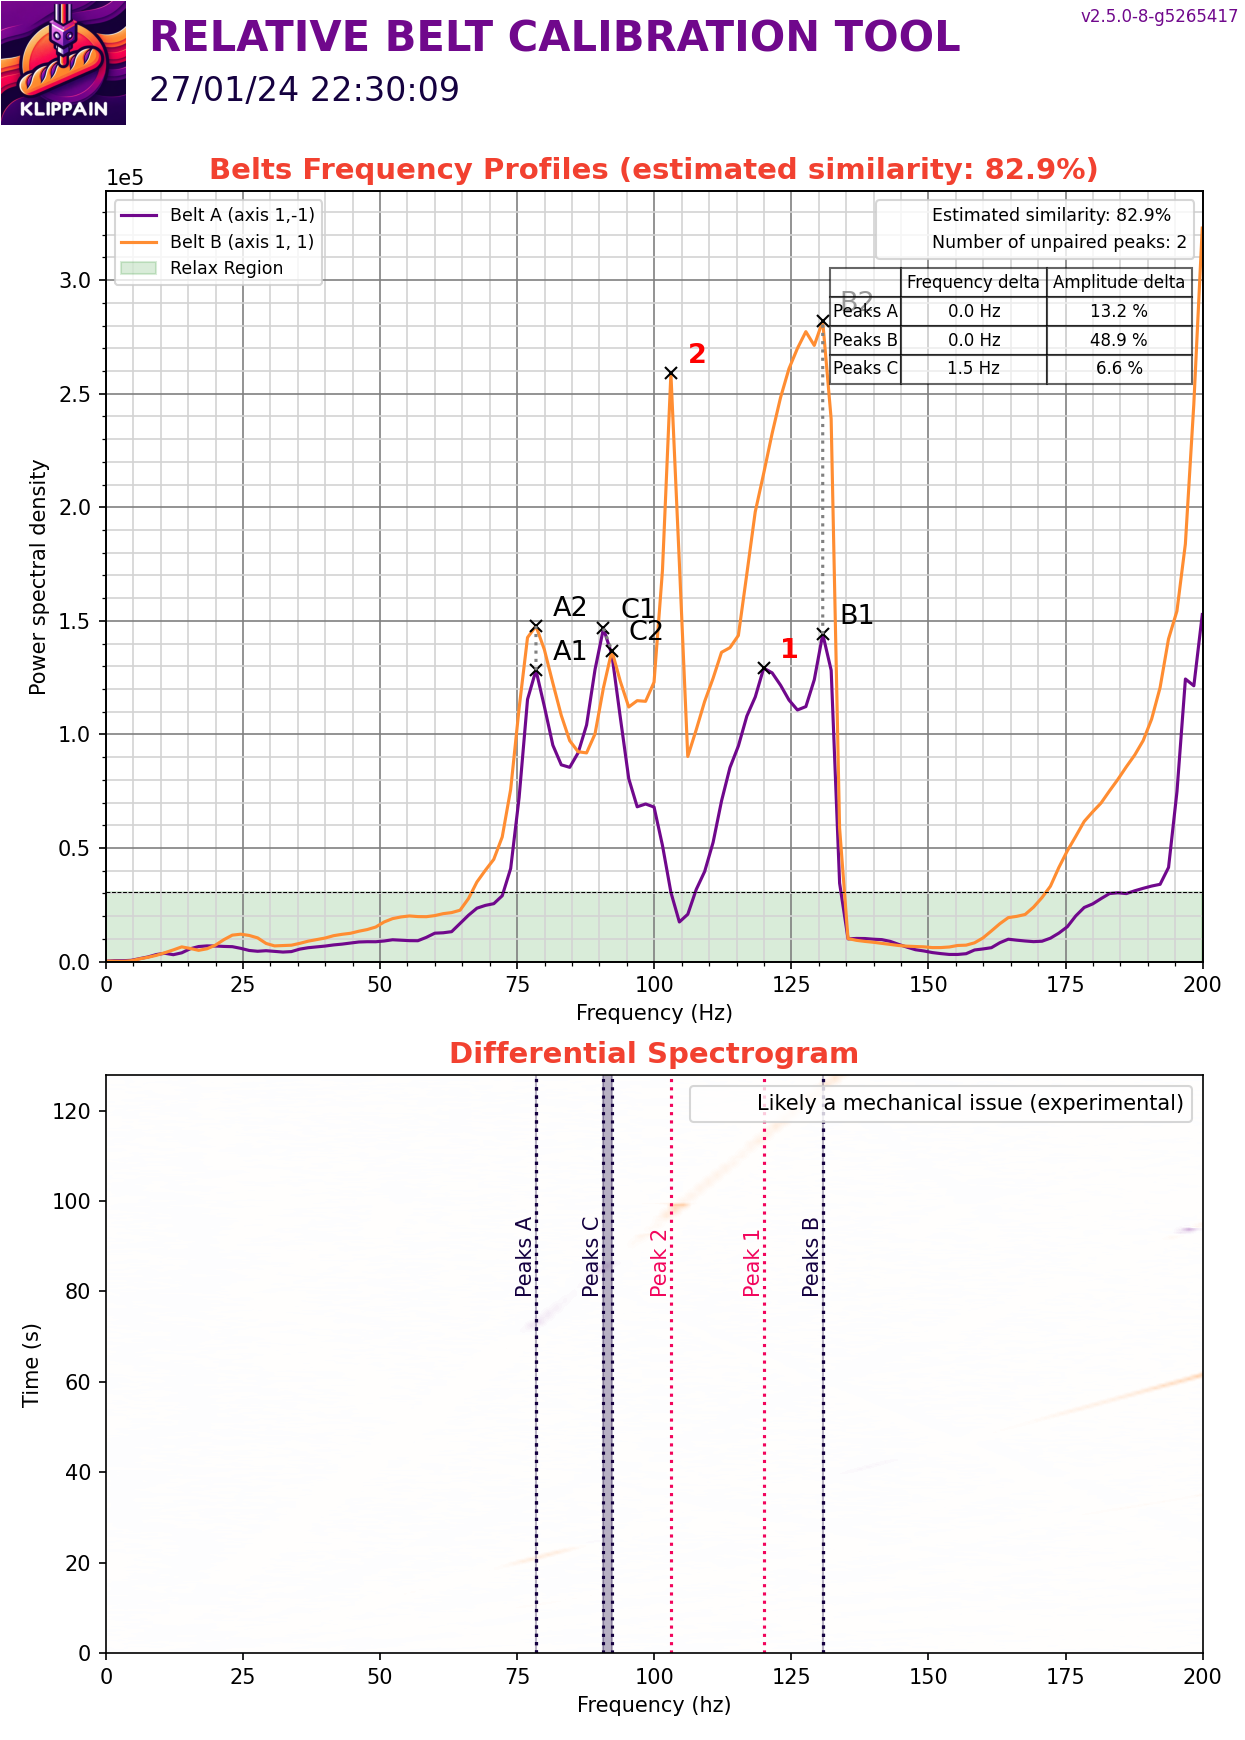 KLIPPAIN
RELATIVE BELT CALIBRATION TOOL
v2.5.0-8-g5265417
27/01/24 22:30:09
Belts Frequency Profiles (estimated similarity: 82.9%)
1e5
Belt A (axis 1,-1)
Belt B (axis 1, 1)
Relax Region
Estimated similarity: 82.9%
Number of unpaired peaks: 2
Frequency delta Amplitude delta
Peaks A 0.0 Hz 13.2 %
Peaks B 0.0 Hz 48.9 %
Peaks C 1.5 Hz 6.6 %
B2
2
A2
C1
C2
A1
B1
1
3.0
2.5
2.0
1.5
1.0
0.5
0.0
Power spectral density
0 25 50 75 100 125 150 175 200
Frequency (Hz)
Differential Spectrogram
Likely a mechanical issue (experimental)
Peaks A
Peaks C
Peak 2
Peak 1
Peaks B
120
100
80
60
40
20
0
Time (s)
0 25 50 75 100 125 150 175 200
Frequency (hz)